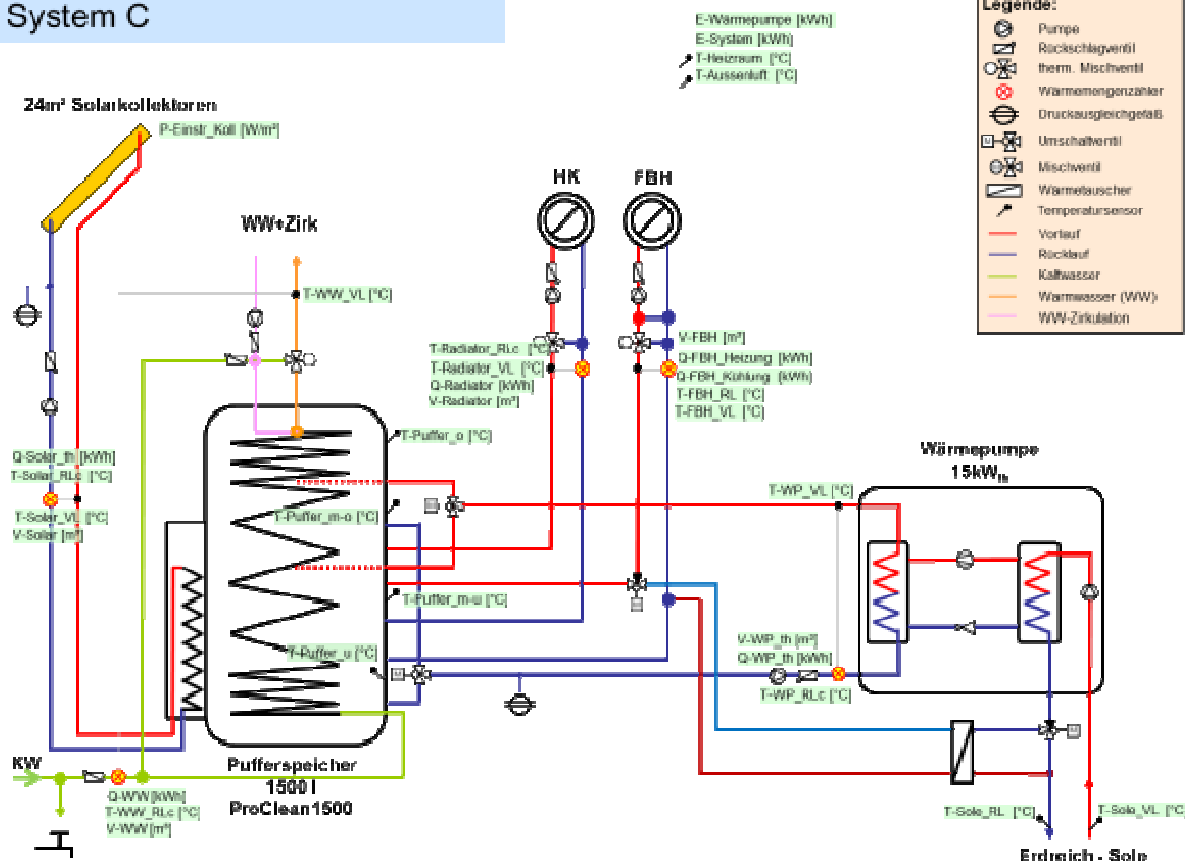 System C
E-Wärmepumpe [kWh]
E-System [kWh]
T-Heizraum [°C]
T-Aussenluft [°C]
Legende:
Pumpe
Rückschlagventil
therm. Mischventil
Wärmemengenzähler
Druckausgleichgefäß
M
Umschaltventil
Mischventil
Wärmetauscher
Temperatursensor
Vorlauf
Rücklauf
Kaltwasser
Warmwasser (WW)
WW-Zirkulation
24m² Solarkollektoren
P-Einstr_Koll [W/m²]
WW+Zirk
HK
FBH
T-WW_VL [°C]
T-Radiator_RLc [°C]
T-Radiator_VL [°C]
Q-Radiator [kWh]
V-Radiator [m³]
V-FBH [m³]
Q-FBH_Heizung [kWh]
Q-FBH_Kühlung [kWh]
T-FBH_RL [°C]
T-FBH_VL [°C]
Q-Solar_th [kWh]
T-Solar_RLc [°C]
T-Solar_VL [°C]
V-Solar [m³]
T-Puffer_o [°C]
T-Puffer_m-o [°C]
T-Puffer_m-u [°C]
T-Puffer_u [°C]
M
M
M
Wärmepumpe
15kWth
T-WP_VL [°C]
V-WP_th [m³]
Q-WP_th [kWh]
T-WP_RLc [°C]
M
KW
Pufferspeicher
1500 l
ProClean1500
Q-WW [kWh]
T-WW_RLc [°C]
V-WW [m³]
T-Sole_RL [°C]
T-Sole_VL [°C]
Erdreich - Sole